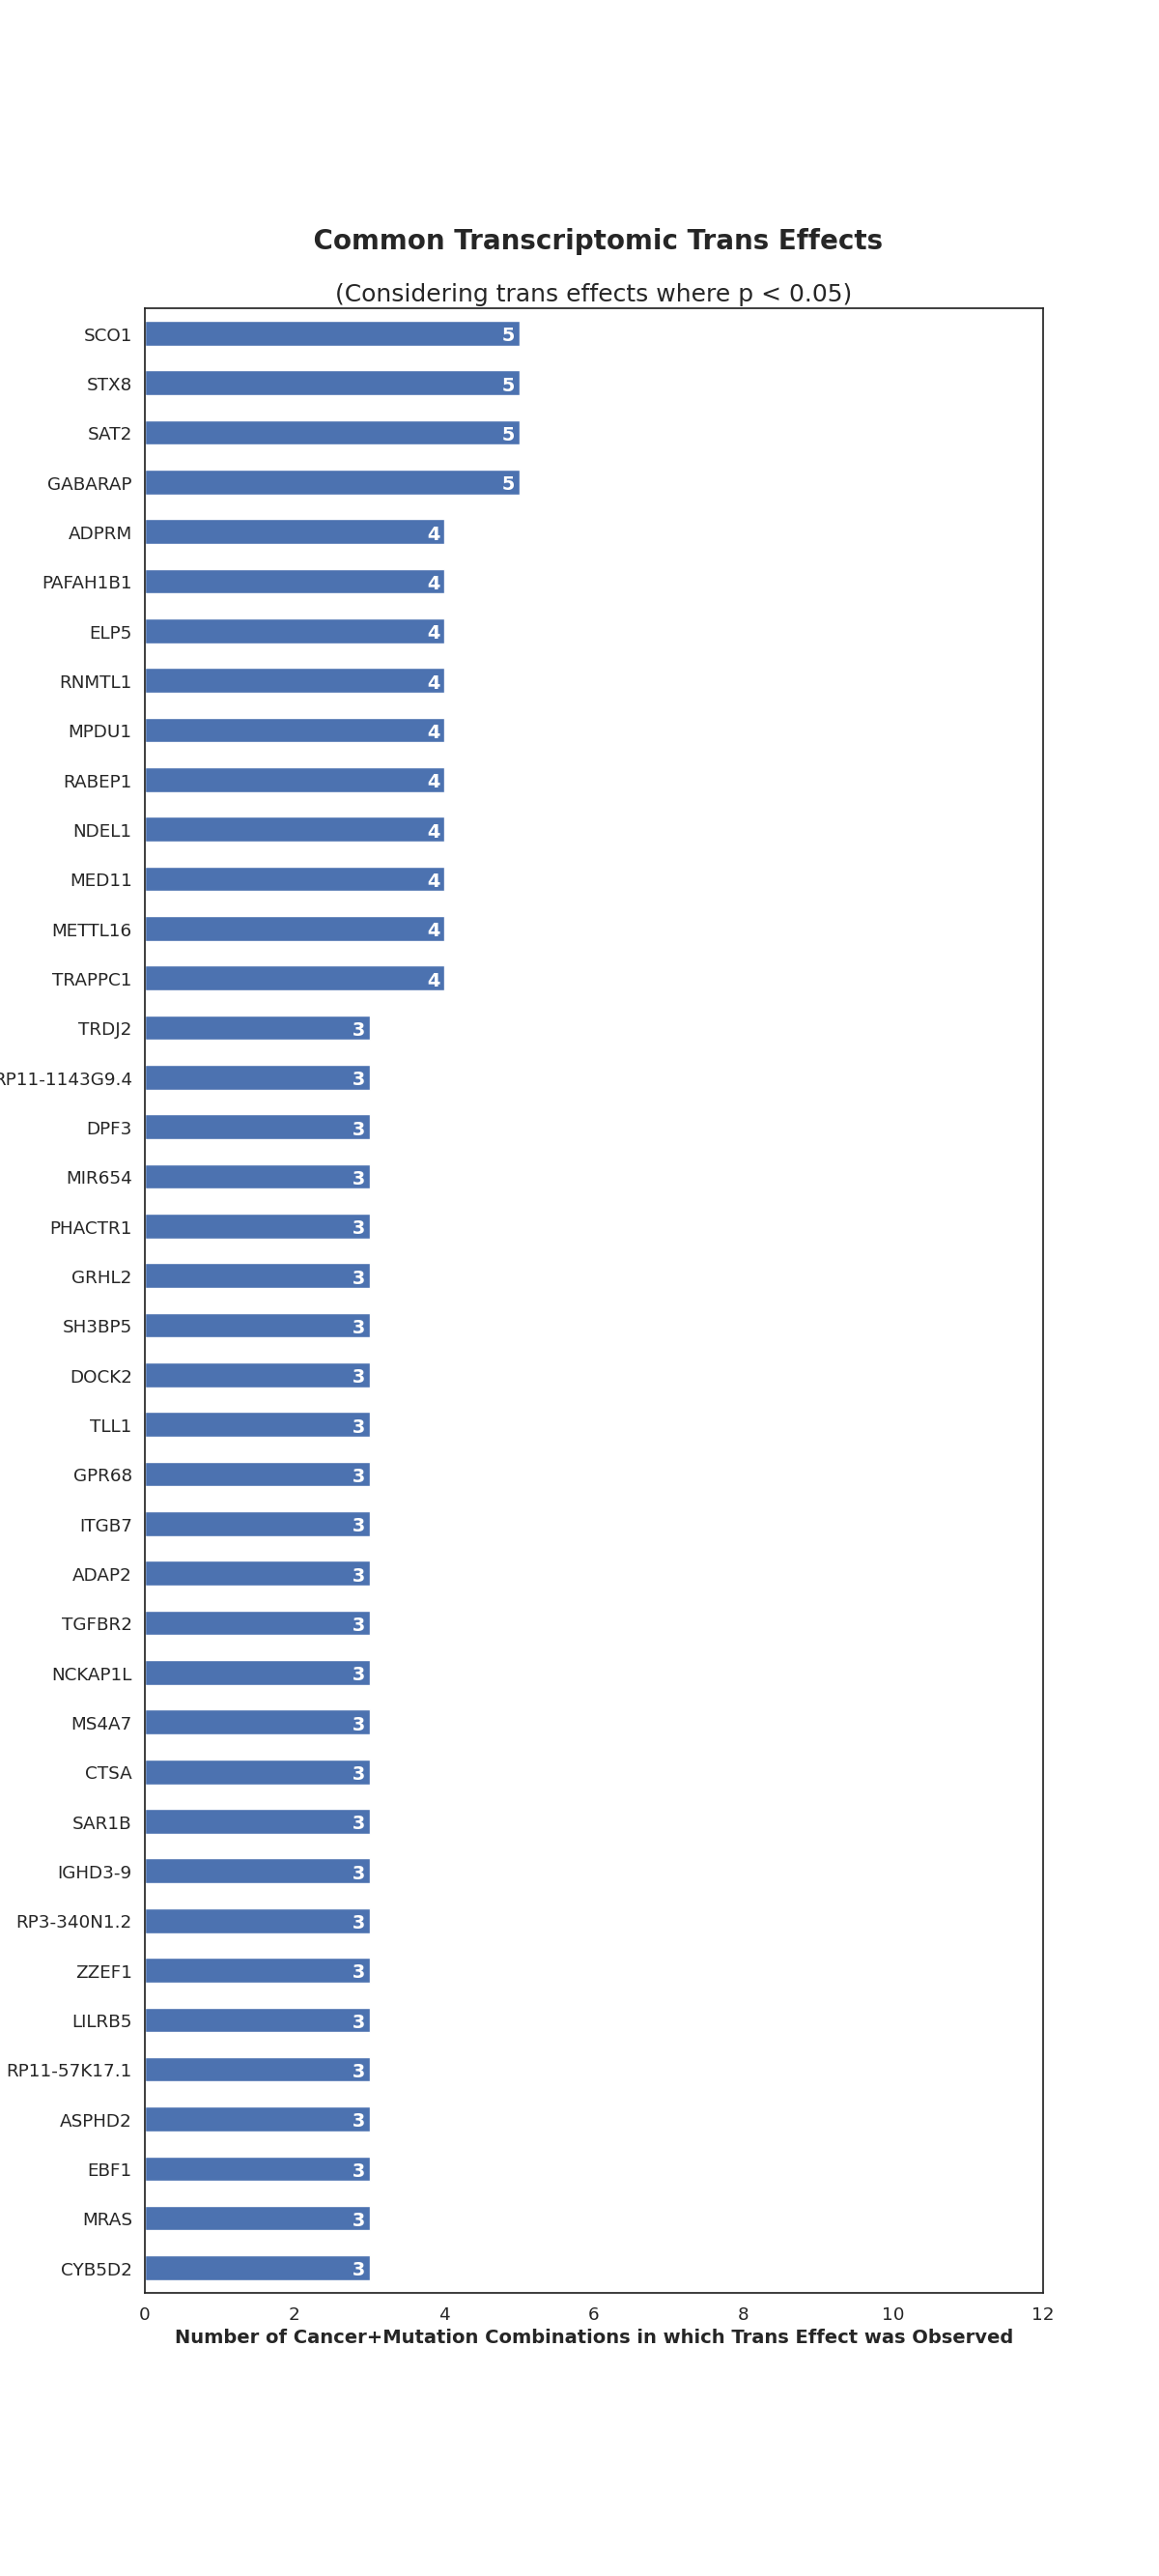 Common Transcriptomic Trans Effects
(Considering trans effects where p < 0.05)
SCO1 5
STX8 5
SAT2 5
GABARAP 5
ADPRM 4
PAFAH1B1 4
ELP5 4
RNMTL1 4
MPDU1 4
RABEP1 4
NDEL1 4
MED11 4
METTL16 4
TRAPPC1 4
TRDJ2 3
RP11-1143G9.4 3
DPF3 3
MIR654 3
PHACTR1 3
GRHL2 3
SH3BP5 3
DOCK2 3
TLL1 3
GPR68 3
ITGB7 3
ADAP2 3
TGFBR2 3
NCKAP1L 3
MS4A7 3
CTSA 3
SAR1B 3
IGHD3-9 3
RP3-340N1.2 3
ZZEF1 3
LILRB5 3
RP11-57K17.1 3
ASPHD2 3
EBF1 3
MRAS 3
CYB5D2 3
0 2 4 6 8 10 12
Number of Cancer+Mutation Combinations in which Trans Effect was Observed